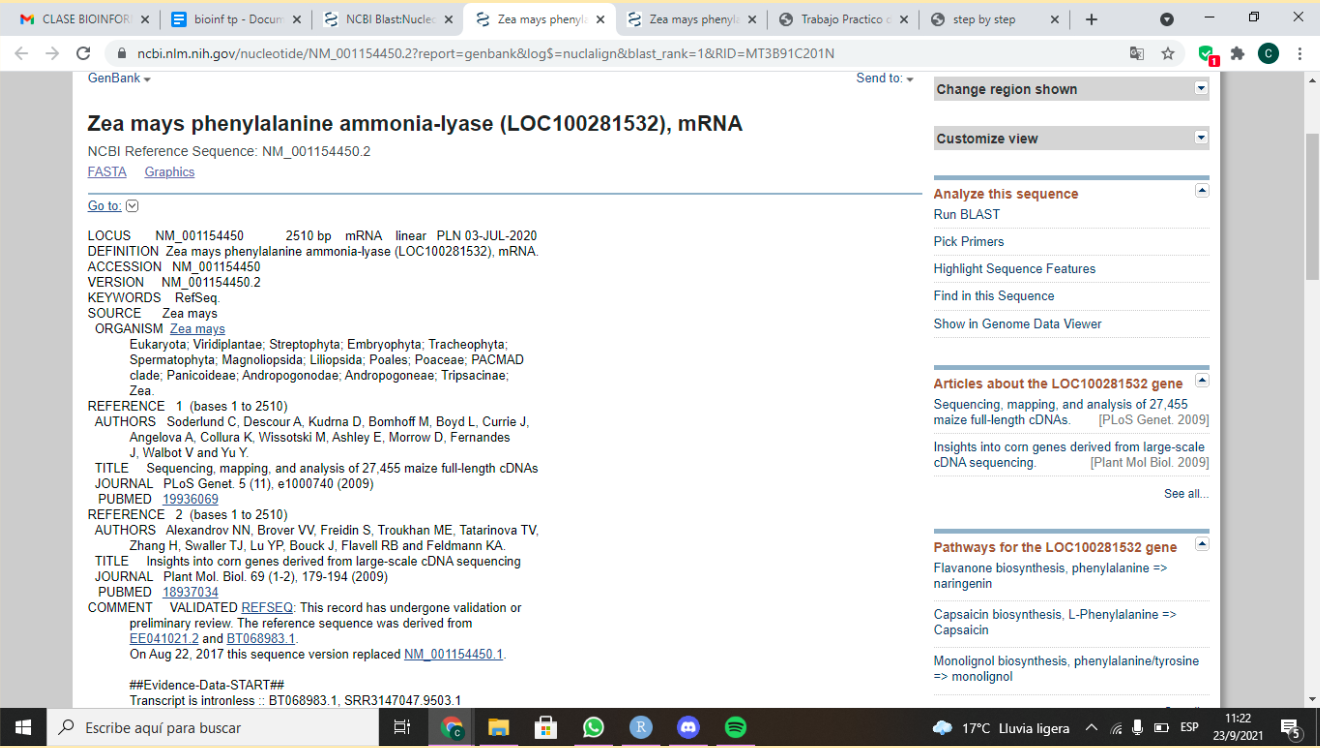 CLASE BIOINFOR
bioinf tp - Docum
NCBI Blast:Nucleo
Zea mays phenyla
Zea mays phenyla
Trabajo Practico c
step by step
ncbi.nlm.nih.gov/nucleotide/NM_001154450.2?report=genbank&log$=nuclalign&blast_rank=1&RID=MT3B91C201N
1
C
GenBank
Send to:
Zea mays phenylalanine ammonia-lyase (LOC100281532), mRNA
NCBI Reference Sequence: NM_001154450.2
FASTA Graphics
Go to:
LOCUS NM_001154450 2510 bp mRNA linear PLN 03-JUL-2020
DEFINITION Zea mays phenylalanine ammonia-lyase (LOC100281532), mRNA.
ACCESSION NM_001154450
VERSION NM_001154450.2
KEYWORDS RefSeq.
SOURCE Zea mays
ORGANISM Zea mays
Eukaryota; Viridiplantae; Streptophyta; Embryophyta; Tracheophyta;
Spermatophyta; Magnoliopsida; Liliopsida; Poales; Poaceae; PACMAD
clade; Panicoideae; Andropogonodae; Andropogoneae; Tripsacinae;
Zea.
REFERENCE 1 (bases 1 to 2510)
AUTHORS Soderlund C, Descour A, Kudrna D, Bomhoff M, Boyd L, Currie J,
Angelova A, Collura K, Wissotski M, Ashley E, Morrow D, Fernandes
J, Walbot V and Yu Y.
TITLE Sequencing, mapping, and analysis of 27,455 maize full-length cDNAs
JOURNAL PLoS Genet. 5 (11), e1000740 (2009)
PUBMED 19936069
REFERENCE 2 (bases 1 to 2510)
AUTHORS Alexandrov NN, Brover VV, Freidin S, Troukhan ME, Tatarinova TV,
Zhang H, Swaller TJ, Lu YP, Bouck J, Flavell RB and Feldmann KA.
TITLE Insights into corn genes derived from large-scale cDNA sequencing
JOURNAL Plant Mol. Biol. 69 (1-2), 179-194 (2009)
PUBMED 18937034
COMMENT VALIDATED REFSEQ: This record has undergone validation or
preliminary review. The reference sequence was derived from
EE041021.2 and BT068983.1.
On Aug 22, 2017 this sequence version replaced NM_001154450.1.
##Evidence-Data-START##
Transcript is intronless :: BT068983.1, SRR3147047.9503.1
Change region shown
Customize view
Analyze this sequence
Run BLAST
Pick Primers
Highlight Sequence Features
Find in this Sequence
Show in Genome Data Viewer
Articles about the LOC100281532 gene
Sequencing, mapping, and analysis of 27,455
maize full-length cDNAs. [PLoS Genet. 2009]
Insights into corn genes derived from large-scale
cDNA sequencing. [Plant Mol Biol. 2009]
See all...
Pathways for the LOC100281532 gene
Flavanone biosynthesis, phenylalanine =>
naringenin
Capsaicin biosynthesis, L-Phenylalanine =>
Capsaicin
Monolignol biosynthesis, phenylalanine/tyrosine
=> monolignol
Escribe aquí para buscar
C
R
17°C Lluvia ligera
ESP
11:22
23/9/2021
5